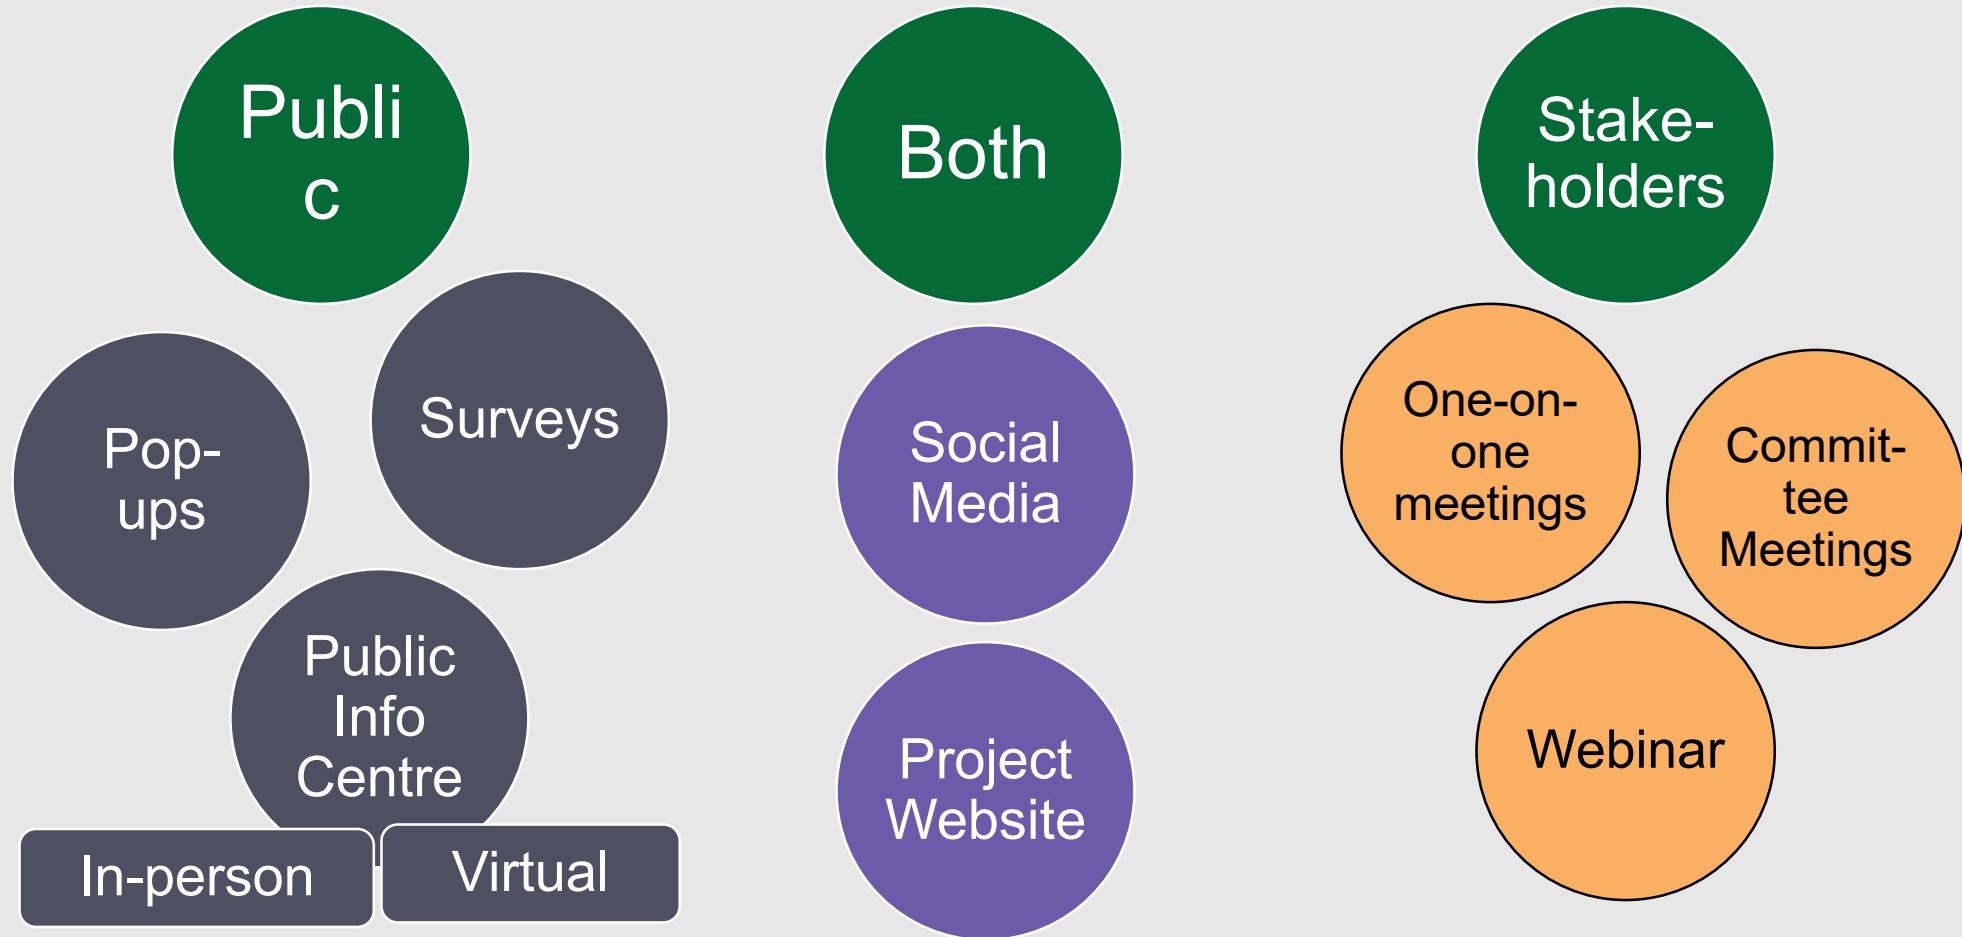 Publi
c
Both
Stake-
holders
Pop-
ups
Surveys
Public
Info
Centre
In-person
Virtual
Social
Media
Project
Website
One-on-
one
meetings
Commit-
tee
Meetings
Webinar